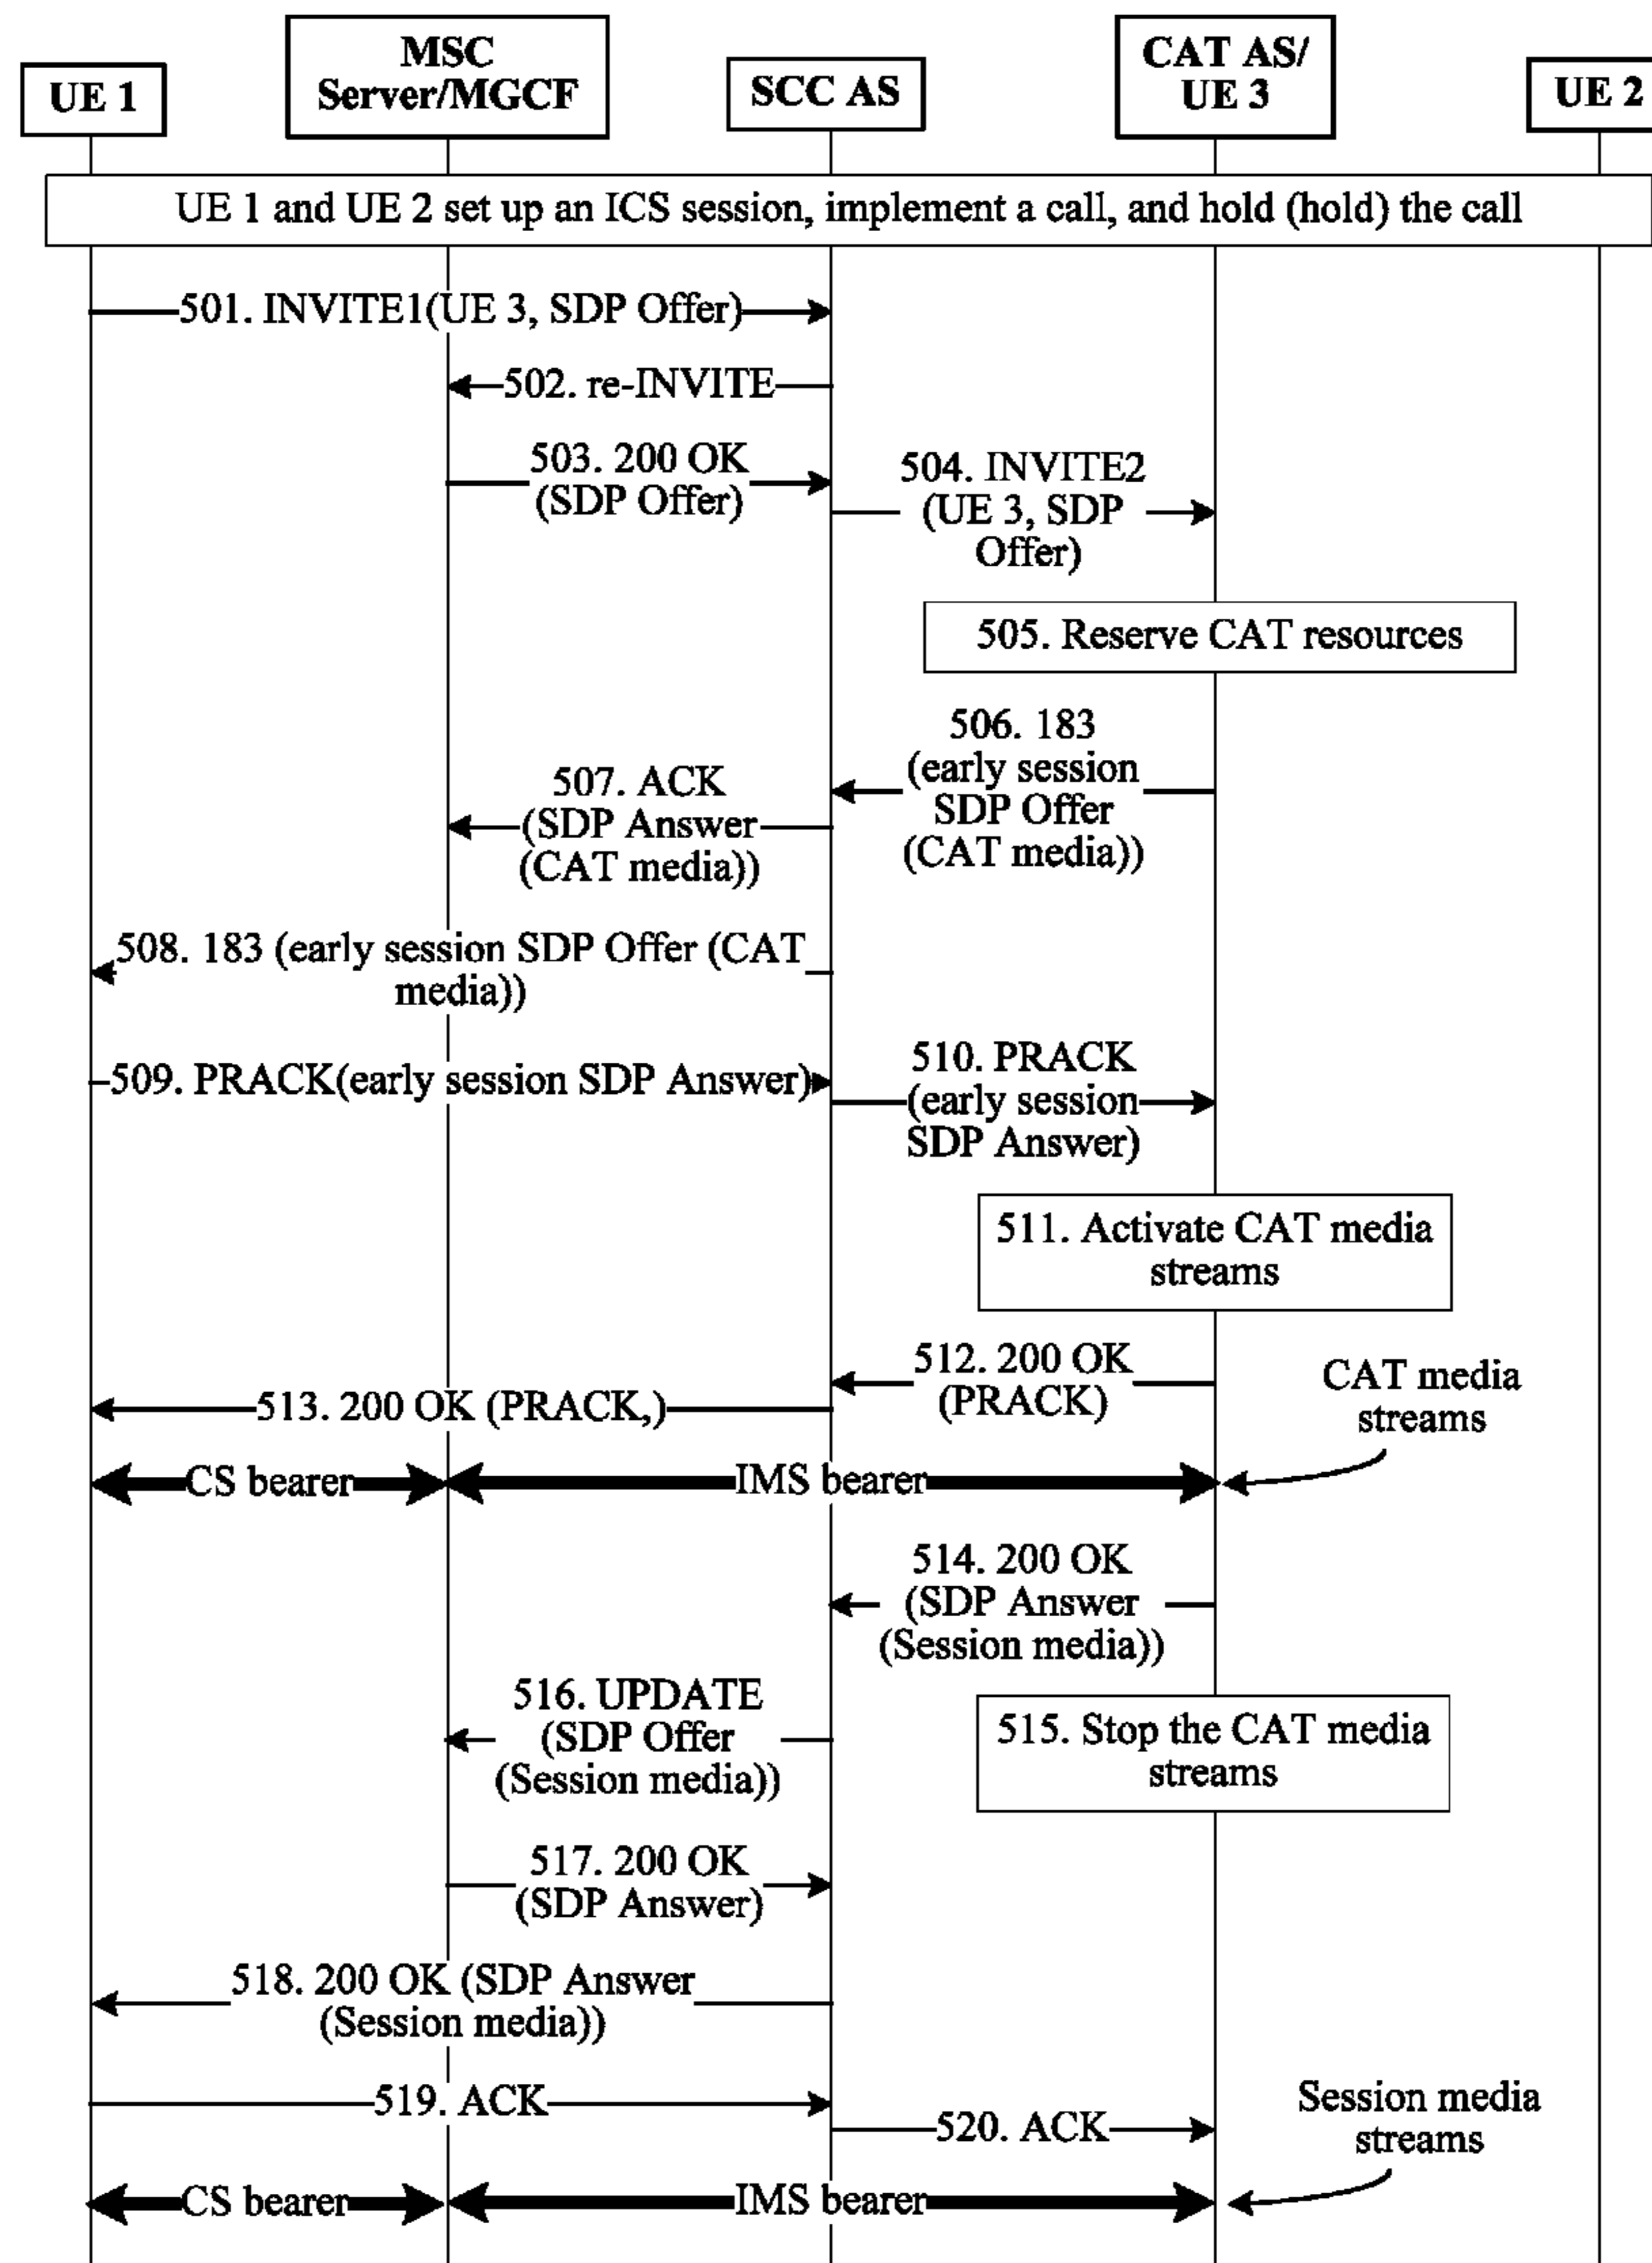 UE 1
MSC
Server/MGCF
SCC AS
CAT AS/
UE 3
UE 2
UE 1 and UE 2 set up an ICS session, implement a call, and hold (hold) the call
501. INVITE1(UE 3, SDP Offer)
502. re-INVITE
503. 200 OK
(SDP Offer)
504. INVITE2
(UE 3, SDP
Offer)
505. Reserve CAT resources
506. 183
(early session
SDP Offer
(CAT media))
507. ACK
(SDP Answer
(CAT media))
508. 183 (early session SDP Offer (CAT
media))
509. PRACK(early session SDP Answer)
510. PRACK
(early session
SDP Answer)
511. Activate CAT media
streams
512. 200 OK
(PRACK)
513. 200 OK (PRACK,)
CAT media
streams
CS bearer
IMS bearer
514. 200 OK
(SDP Answer
(Session media))
515. Stop the CAT media
streams
516. UPDATE
(SDP Offer
(Session media))
517. 200 OK
(SDP Answer)
518. 200 OK (SDP Answer
(Session media))
519. ACK
520. ACK
Session media
streams
CS bearer
IMS bearer